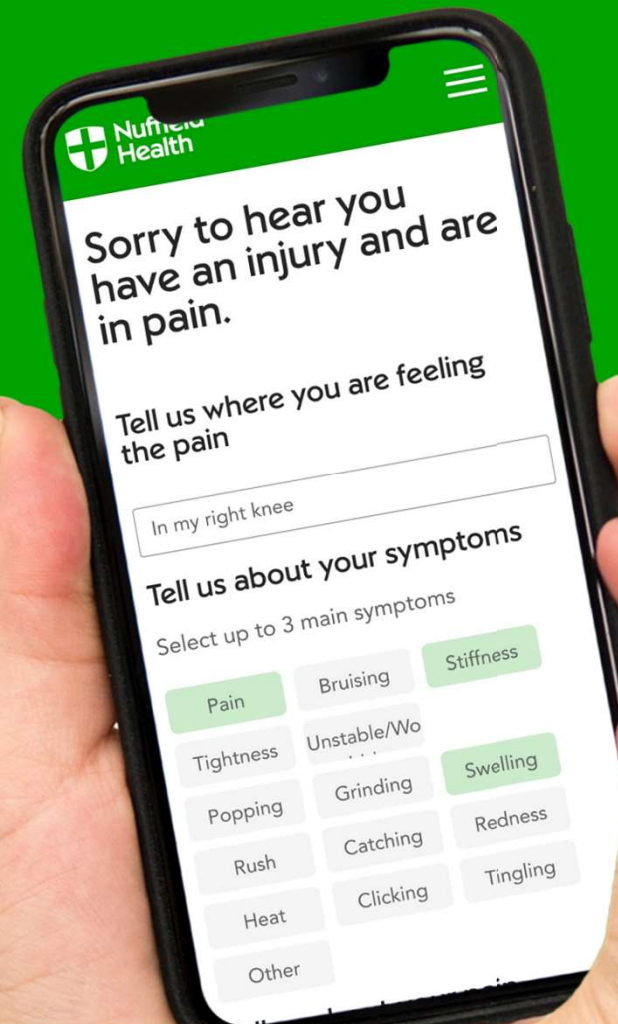 Nuffield
Health
Sorry to hear you
have an injury and are
in pain.
Tell us where you are feeling
the pain
In my right knee
Tell us about your symptoms
Select up to 3 main symptoms
Pain
Bruising
Stiffness
Tightness
Unstable/Wo
Swelling
Popping
Grinding
Redness
Rush
Catching
Tingling
Heat
Clicking
Other